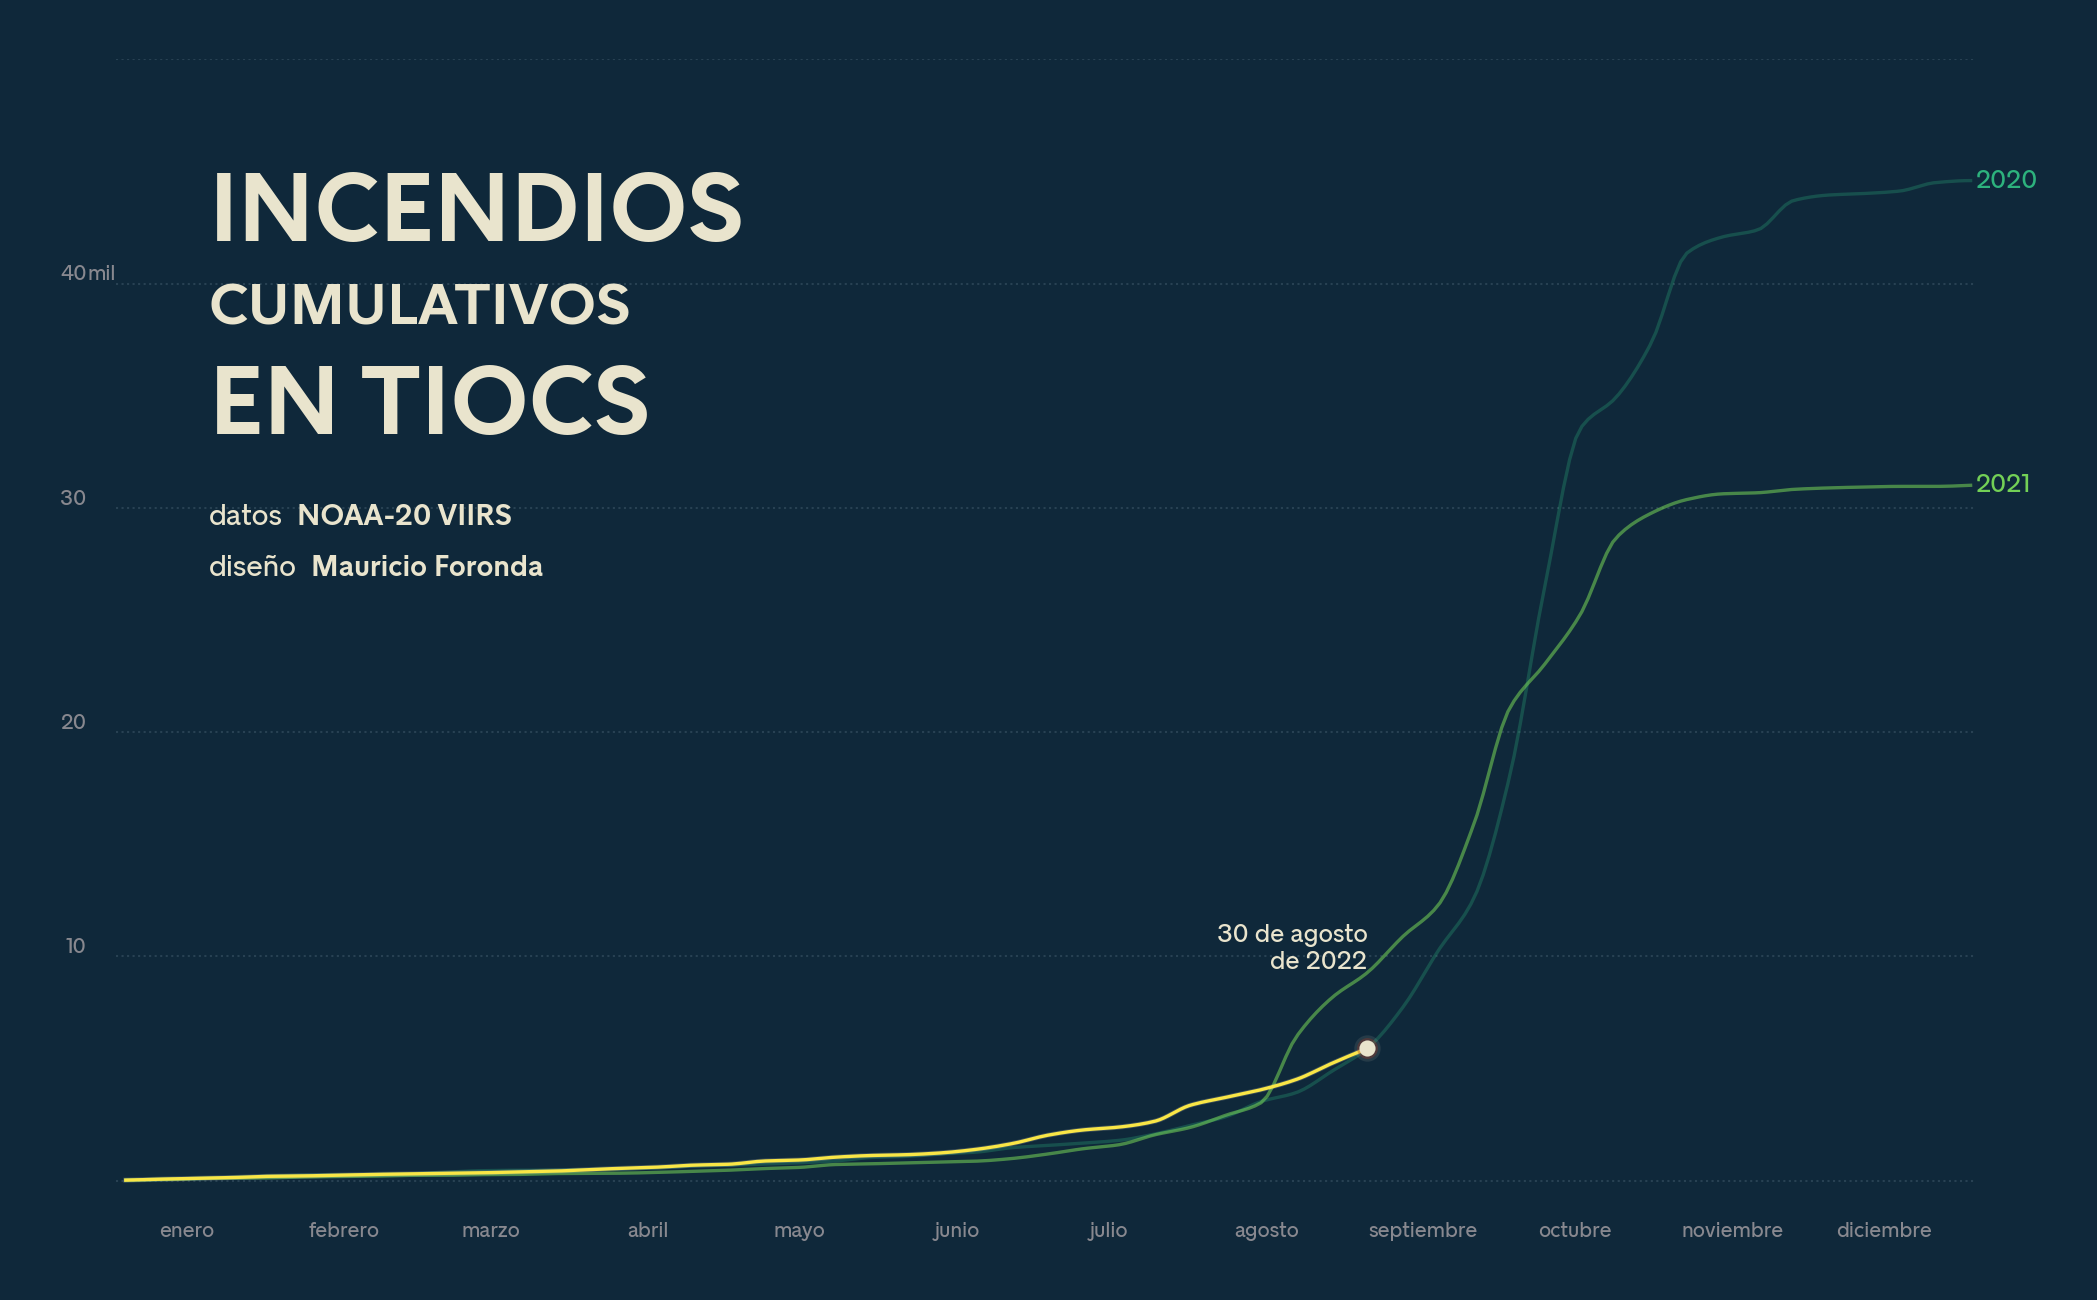 INCENDIOS
CUMULATIVOS
EN TIOCS
datos NOAA-20 VIIRS
diseño Mauricio Foronda
40 mil
30
20
10
2020
2021
30 de agosto
de 2022
enero febrero marzo abril mayo junio julio agosto septiembre octubre noviembre diciembre